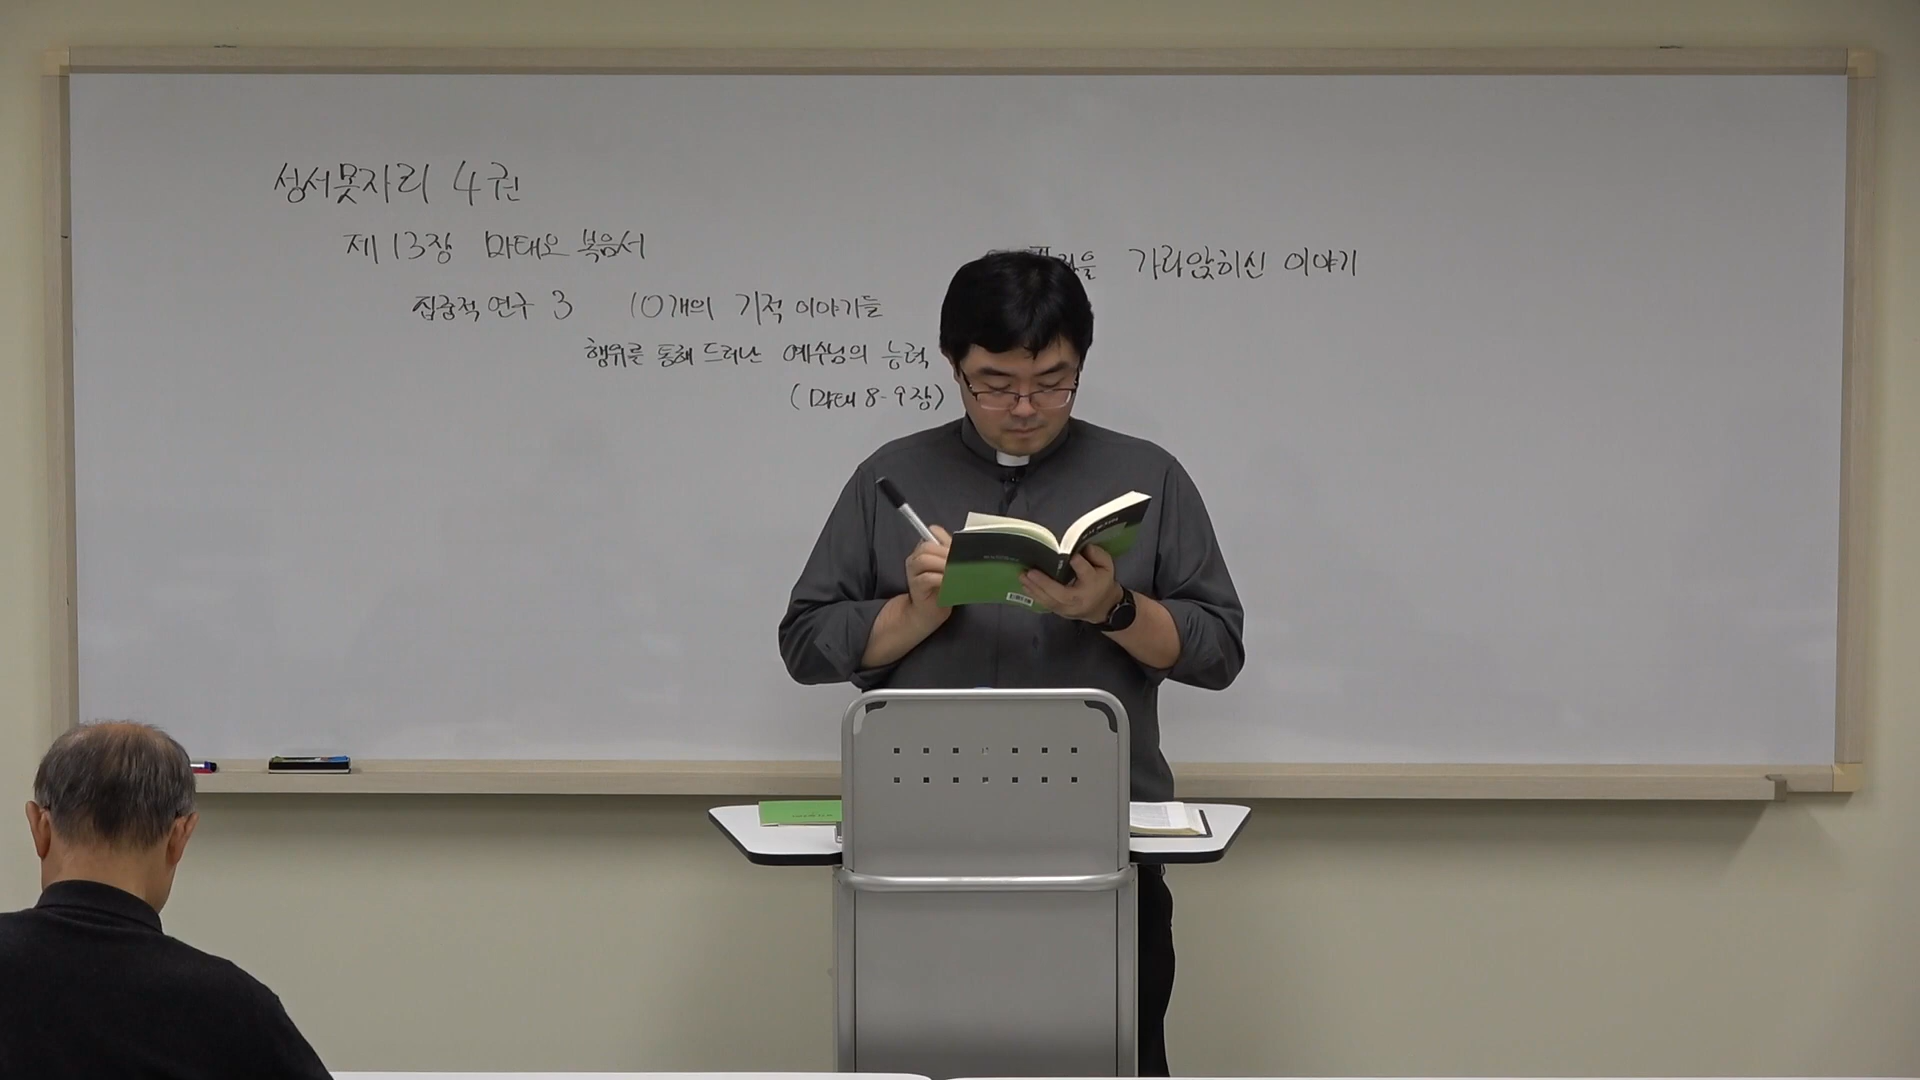 성서못자리 4권
제13장 마태오 복음서
집중적 연구 3 10개의 기적 이야기들
행위를 통해 드러난 예수님의 능력
(마태 8-9장)
가라앉히신 이야기